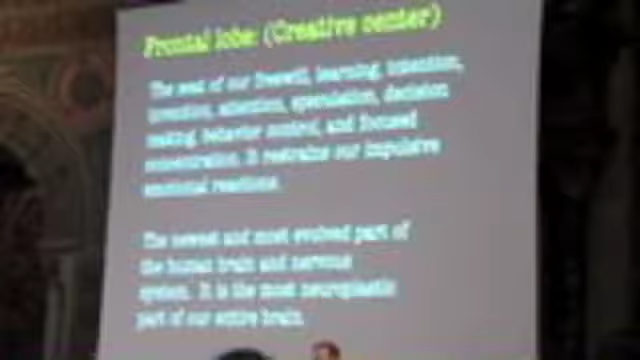 Frontal lobe: (Creative center)
The seat of our freewill, learning, intention,
invention, attention, speculation, decision
making, behavior control, and focused
concentration. It restrains our impulsive
emotional reactions.
The newest and most evolved part of
the human brain and nervous
system. It is the most neuroplastic
part of our entire brain.